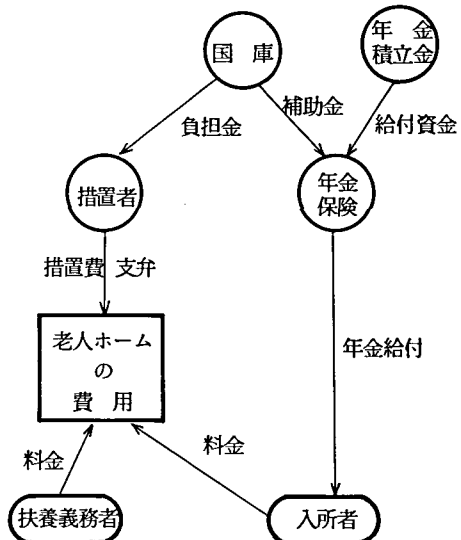 国 庫
年 金
積立金
負担金
補助金
給付資金
措置者
年金
保険
措置費 支弁
老人ホーム
の
費 用
年金給付
料金
料金
扶養義務者
入所者